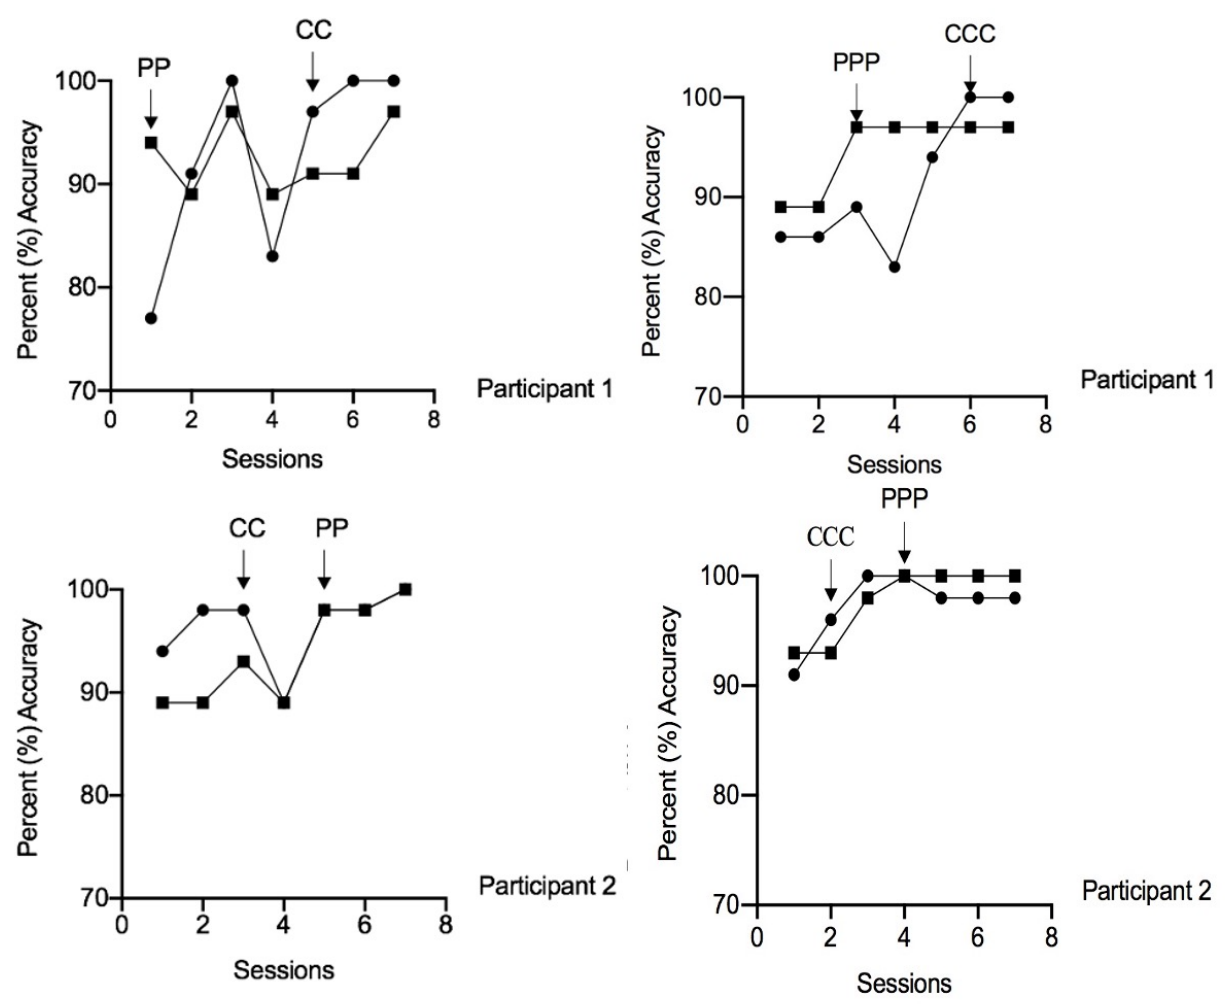 CC
PP
100
90
80
70
0 2 4 6 8
Percent (%) Accuracy
Sessions
Participant 1
CCC
PPP
100
90
80
70
0 2 4 6 8
Percent (%) Accuracy
Sessions
Participant 1
CC PP
100
90
80
70
0 2 4 6 8
Percent (%) Accuracy
Sessions
Participant 2
PPP
CCC
100
90
80
70
0 2 4 6 8
Percent (%) Accuracy
Sessions
Participant 2